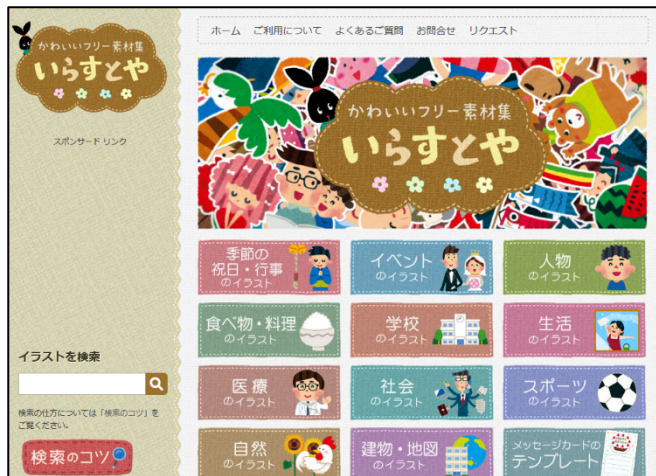 かわいいフリー素材集
いらすとや
スポンサード リンク
イラストを検索
検索の仕方については「検索のコツ」を
ご覧ください。
検索のコツ
ホーム ご利用について よくあるご質問 お問合せ リクエスト
かわいいフリー素材集
いらすとや
季節の
祝日・行事
のイラスト
イベント
のイラスト
人物
のイラスト
食べ物・料理
のイラスト
学校
のイラスト
生活
のイラスト
医療
のイラスト
社会
のイラスト
スポーツ
のイラスト
自然
のイラスト
建物・地図
のイラスト
メッセージカードの
テンプレート